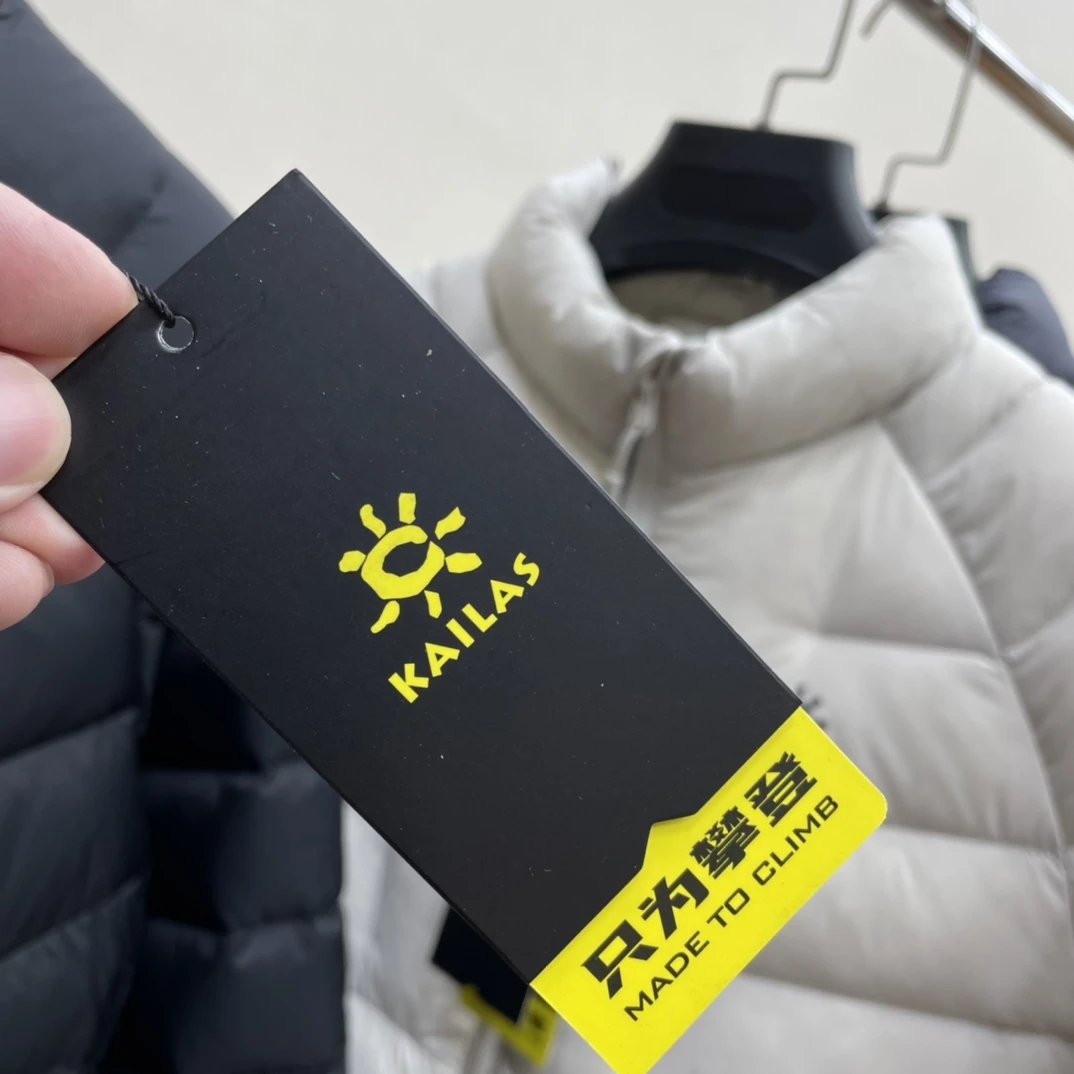 KAILAS
只为攀登
MADE TO CLIMB